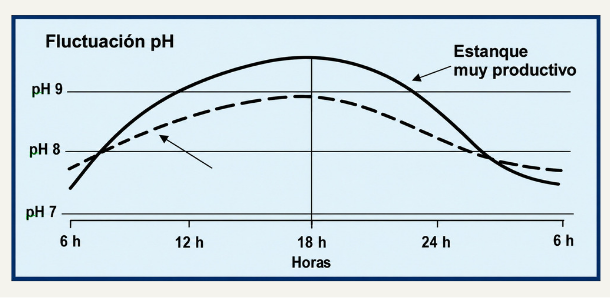 Fluctuación pH
Estanque
muy productivo
pH 9
pH 8
pH 7
6 h
12 h
18 h
24 h
6 h
Horas